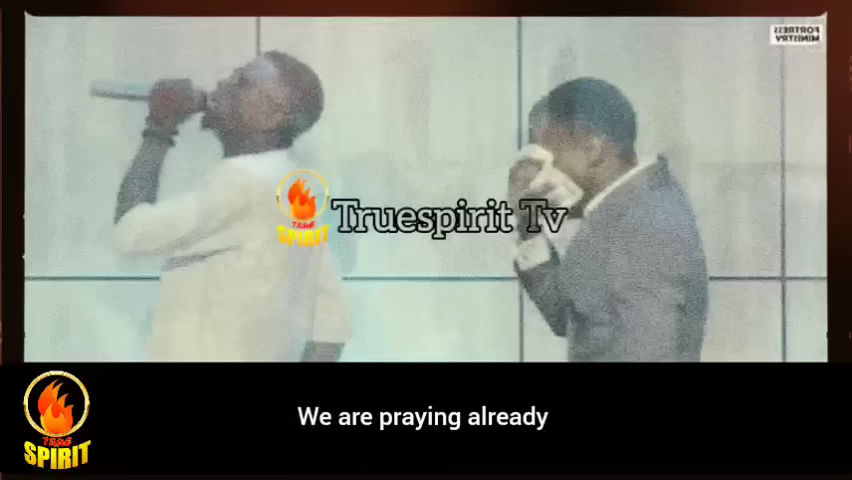 FORTRESS
MINISTRY
TRUE
SPIRIT
Truespirit Tv
We are praying already
TRUE
SPIRIT